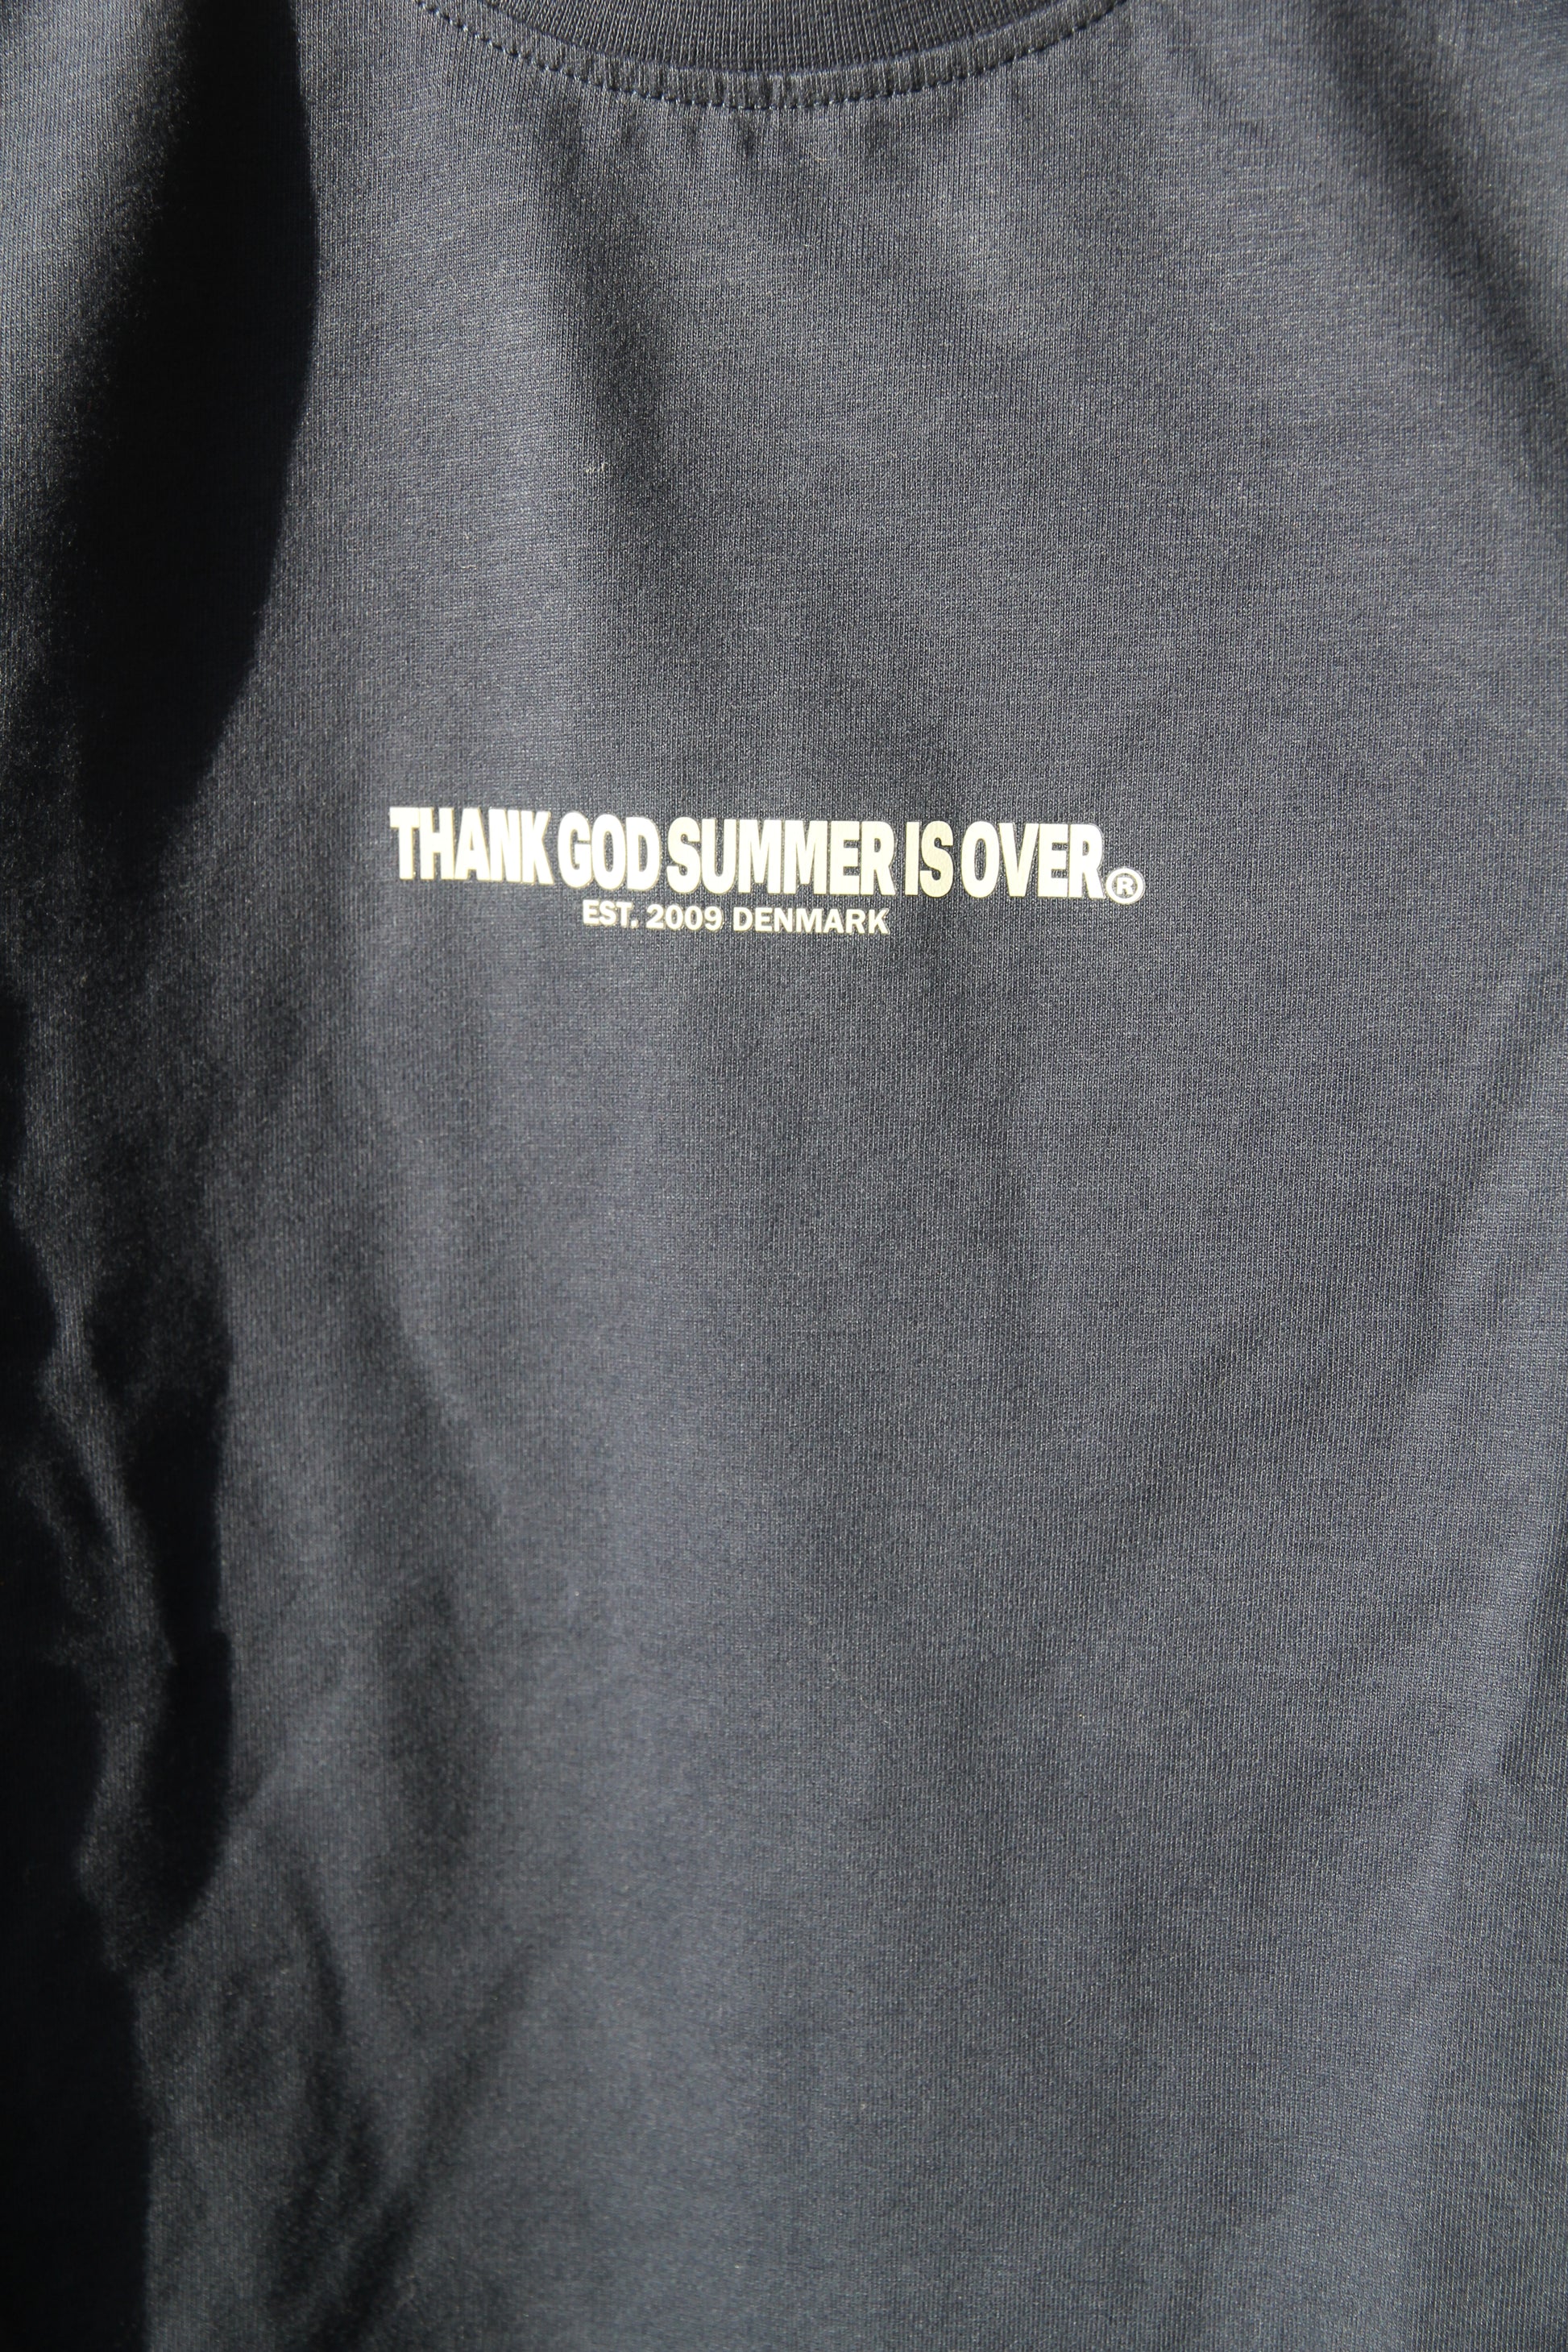 THANK GOD SUMMER IS OVER®
EST. 2009 DENMARK